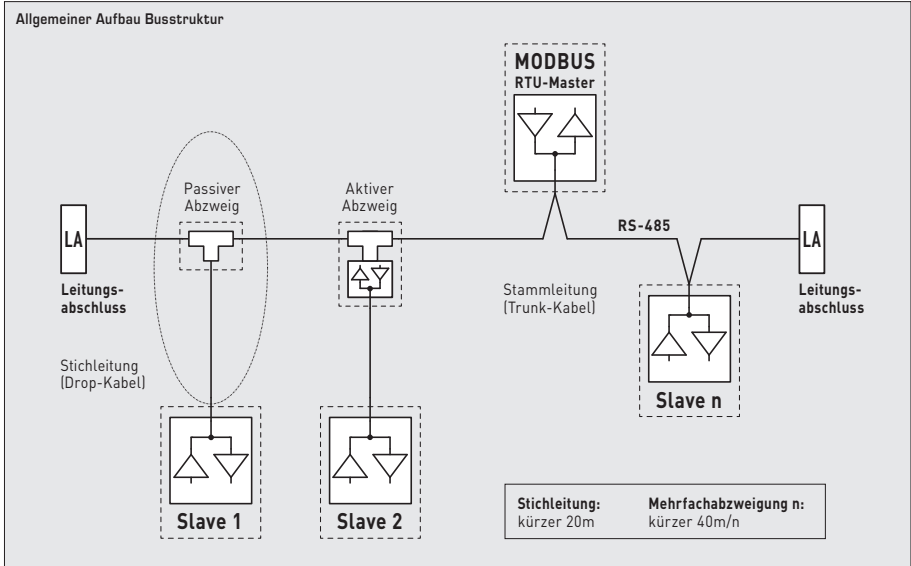 Allgemeiner Aufbau Busstruktur
MODBUS
RTU-Master
Passiver
Abzweig
Aktiver
Abzweig
LA
RS-485
LA
Leitungs-
abschluss
Stammleitung
(Trunk-Kabel)
Leitungs-
abschluss
Stichleitung
(Drop-Kabel)
Slave n
Slave 1
Slave 2
Stichleitung:
kürzer 20m
Mehrfachabzweigung n:
kürzer 40m/n